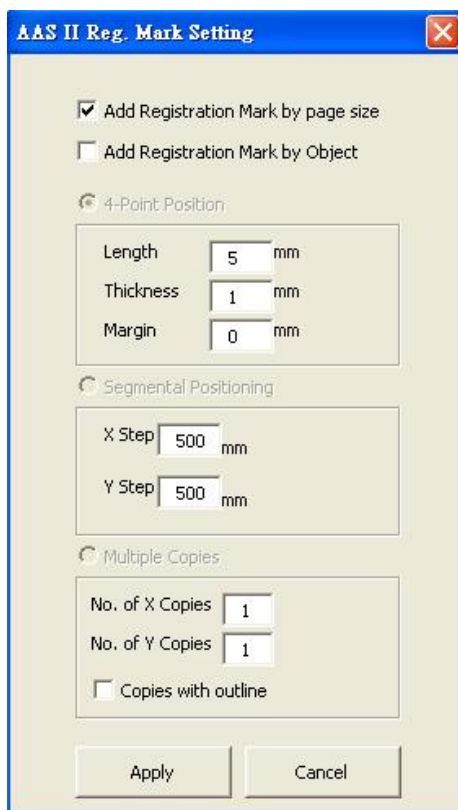 AAS II Reg. Mark Setting
Add Registration Mark by page size
Add Registration Mark by Object
4-Point Position
Length 5 mm
Thickness 1 mm
Margin 0 mm
Segmental Positioning
X Step 500 mm
Y Step 500 mm
Multiple Copies
No. of X Copies 1
No. of Y Copies 1
Copies with outline
Apply Cancel